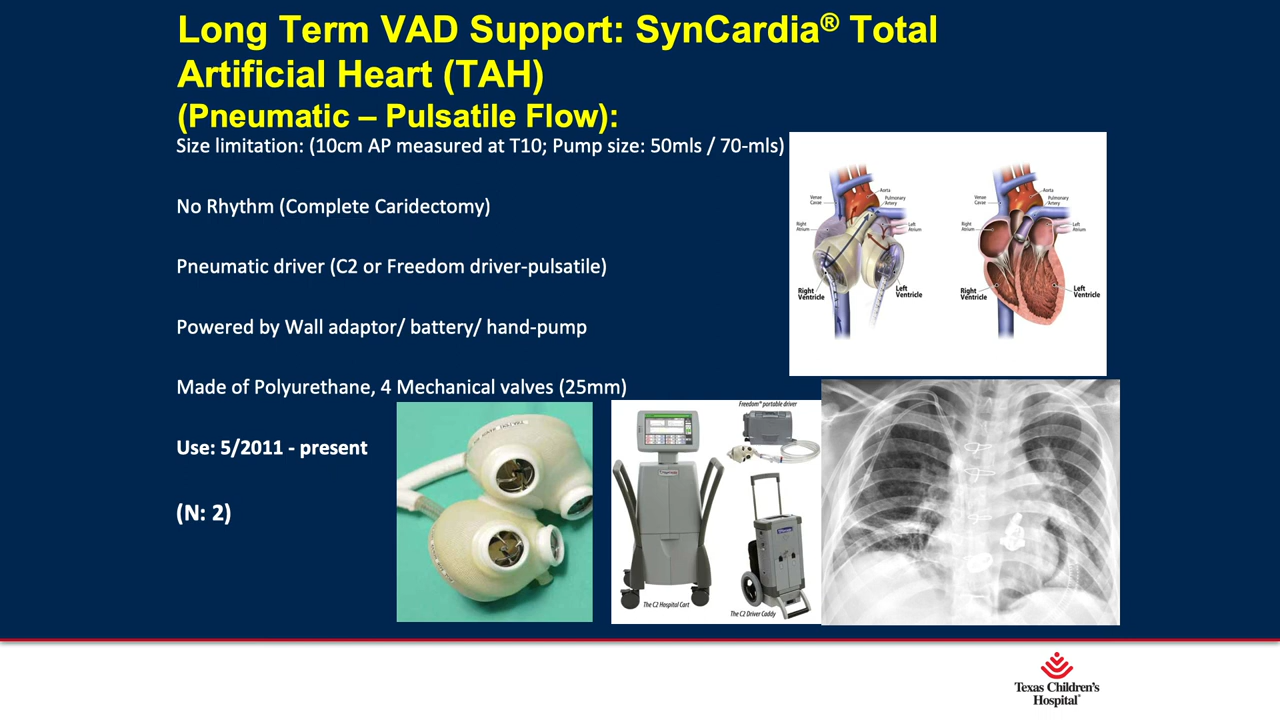 Long Term VAD Support: SynCardia® Total
Artificial Heart (TAH)
(Pneumatic – Pulsatile Flow):
Size limitation: (10cm AP measured at T10; Pump size: 50mls / 70-mls)
No Rhythm (Complete Caridectomy)
Pneumatic driver (C2 or Freedom driver-pulsatile)
Powered by Wall adaptor/ battery/ hand-pump
Made of Polyurethane, 4 Mechanical valves (25mm)
Use: 5/2011 - present
(N: 2)
Aorta
Venae
Cavae
Pulmonary
Artery
Right
Atrium
Left
Atrium
Right
Ventricle
Left
Ventricle
Aorta
Venae
Cavae
Pulmonary
Artery
Right
Atrium
Left
Atrium
Right
Ventricle
Left
Ventricle
Freedom® portable driver
The C2 Hospital Cart
The C2 Driver Caddy
Texas Children's
Hospital®